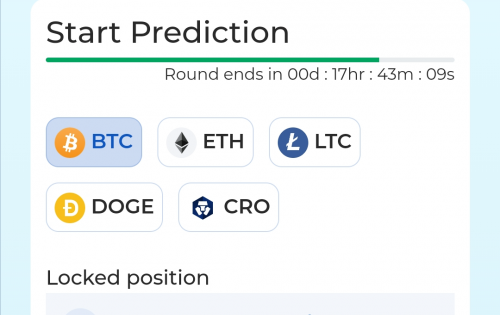 Start Prediction
Round ends in 00d : 17hr : 43m : 09s
BTC ETH LTC
DOGE CRO
Locked position